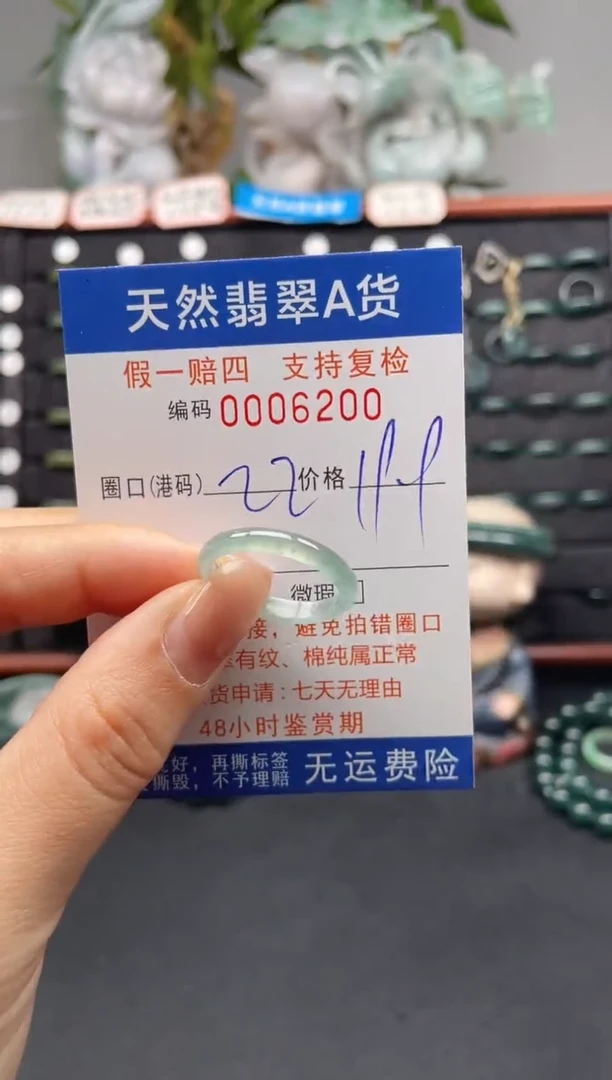 天然翡翠A货
假一赔四 支持复检
编码 0006200
圈口(港码) 22 价格
微瑕
接，避免拍错圈口
有纹、棉纯属正常
货申请：七天无理由
48小时鉴赏期
好，再撕标签
撕毁，不予理赔
无运费险